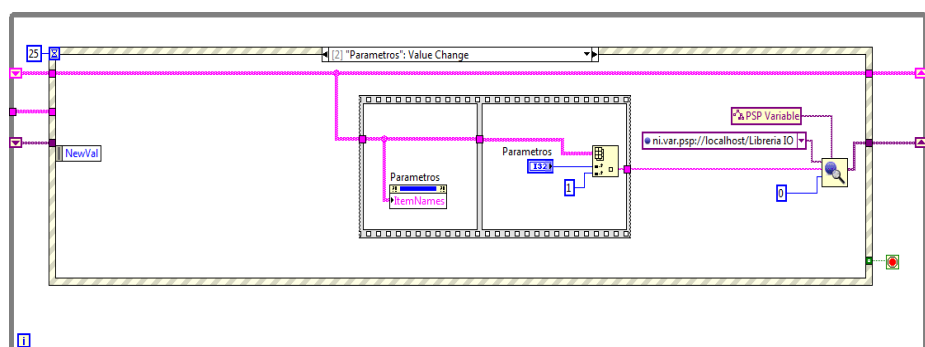 [2] "Parametros": Value Change
25
NewVal
Parametros
ItemNames
Parametros
I32
1
PSP Variable
ni.var.psp://localhost/Libreria IO
0
i